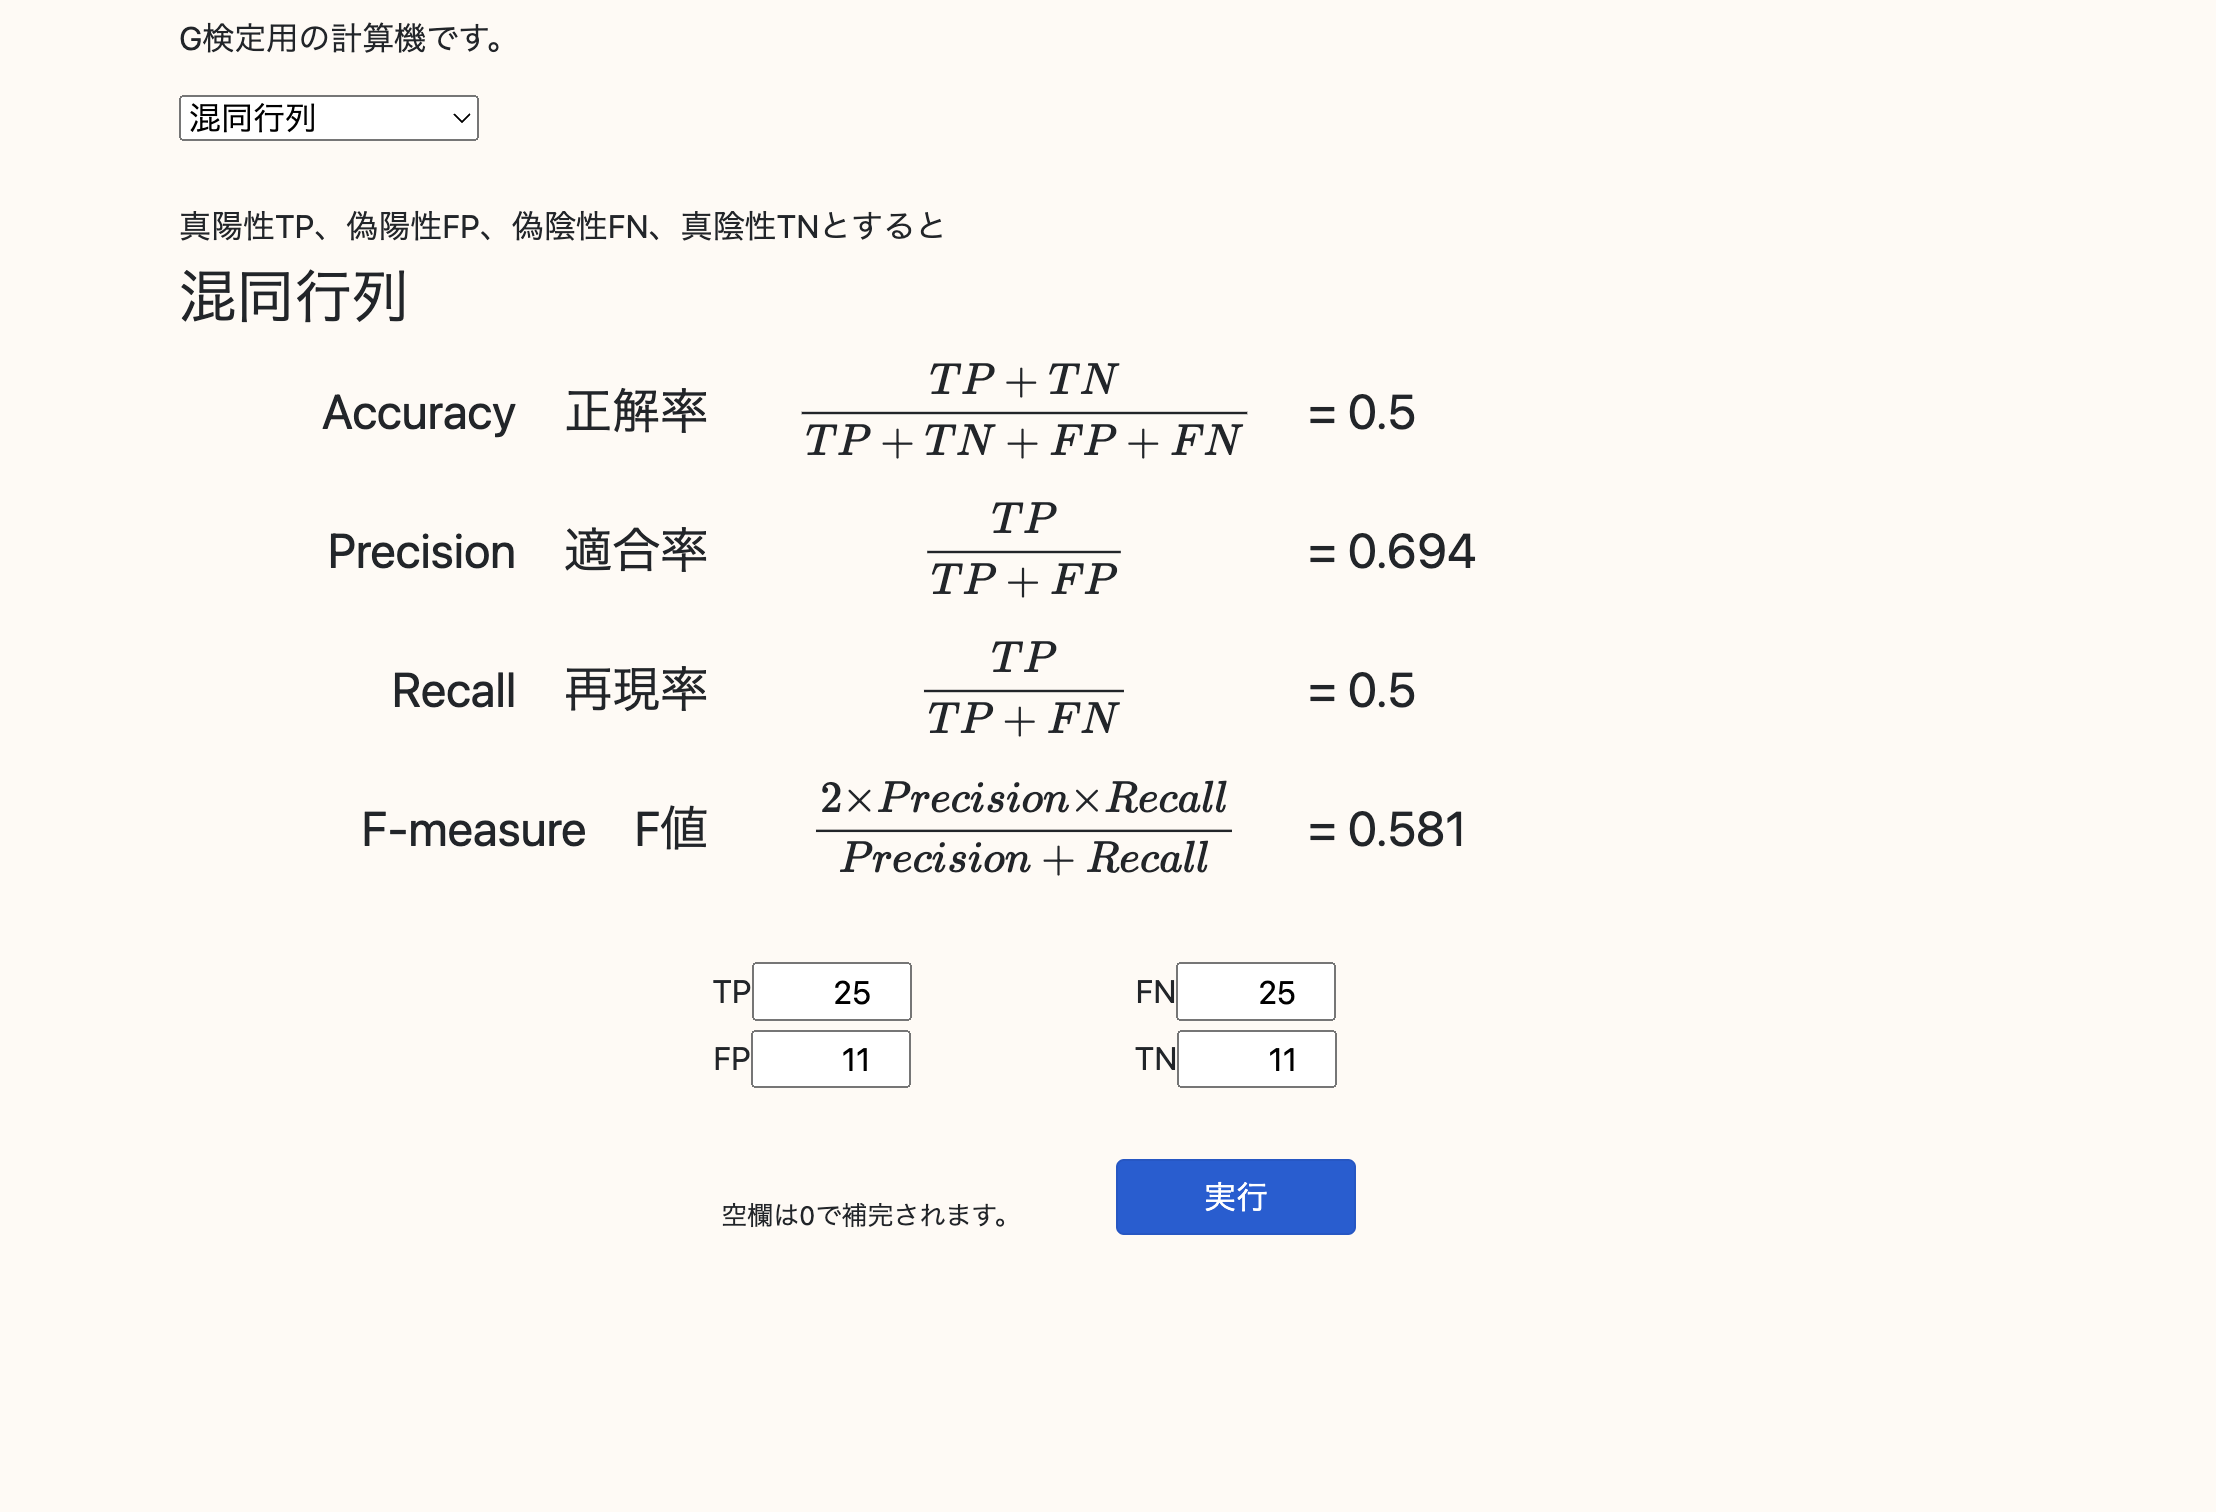 G検定用の計算機です。
混同行列
真陽性TP、偽陽性FP、偽陰性FN、真陰性TNとすると
混同行列
Accuracy 正解率 \frac{TP + TN}{TP + TN + FP + FN} = 0.5
Precision 適合率 \frac{TP}{TP + FP} = 0.694
Recall 再現率 \frac{TP}{TP + FN} = 0.5
F-measure F値 \frac{2×Precision×Recall}{Precision + Recall} = 0.581
TP 25 FN 25
FP 11 TN 11
空欄は0で補完されます。 実行